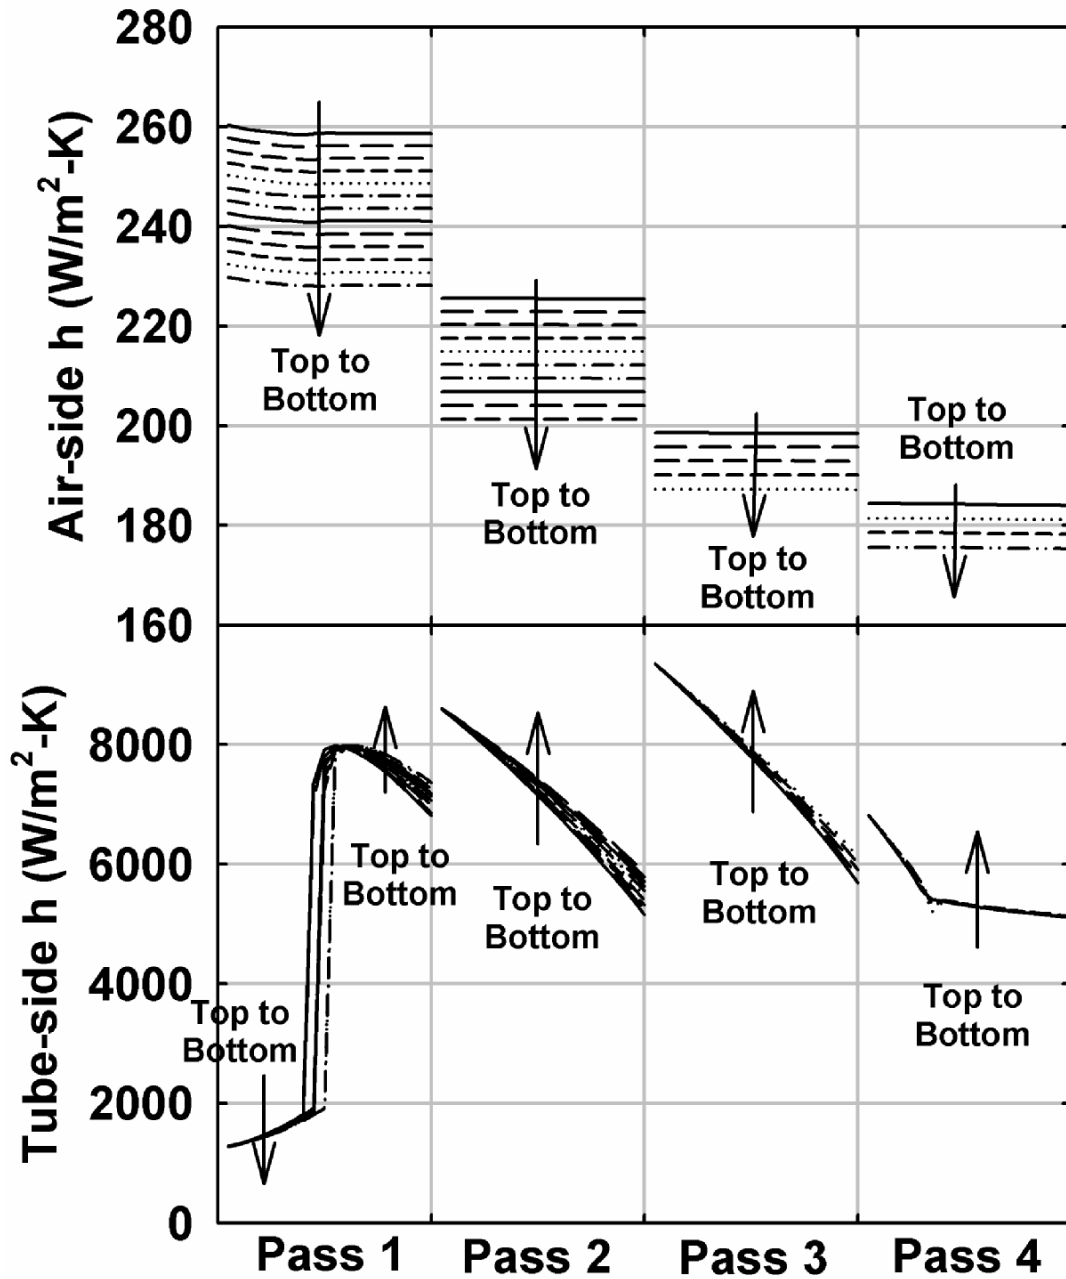 280
260
240
220
200
180
160
Air-side h (W/m²-K)
Top to
Bottom
Top to
Bottom
Top to
Bottom
Top to
Bottom
8000
6000
4000
2000
0
Tube-side h (W/m²-K)
Top to
Bottom
Top to
Bottom
Top to
Bottom
Top to
Bottom
Top to
Bottom
Pass 1
Pass 2
Pass 3
Pass 4